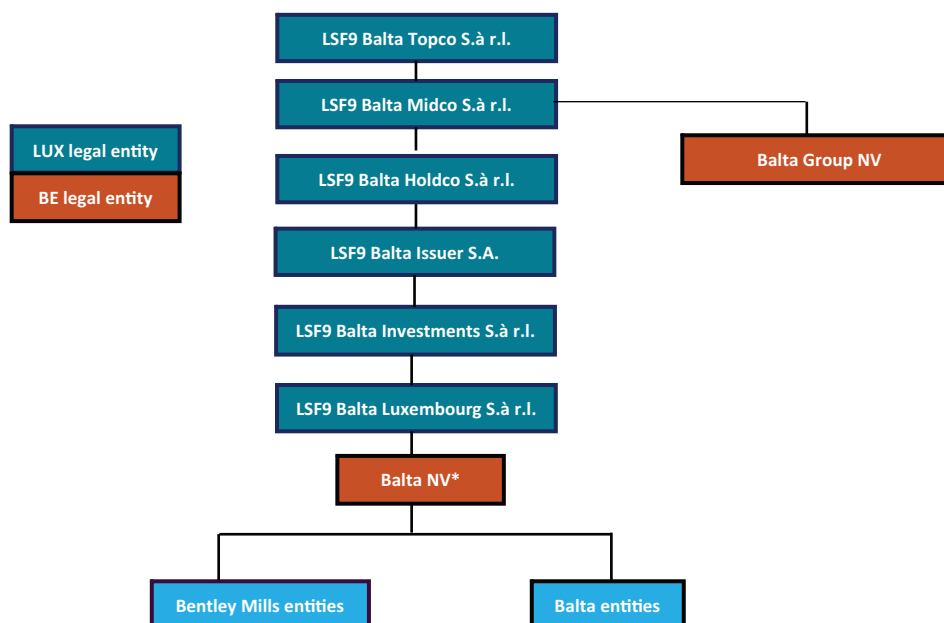 LSF9 Balta Topco S.à r.l.
LSF9 Balta Midco S.à r.l.
LUX legal entity
BE legal entity
Balta Group NV
LSF9 Balta Holdco S.à r.l.
LSF9 Balta Issuer S.A.
LSF9 Balta Investments S.à r.l.
LSF9 Balta Luxembourg S.à r.l.
Balta NV*
Bentley Mills entities
Balta entities